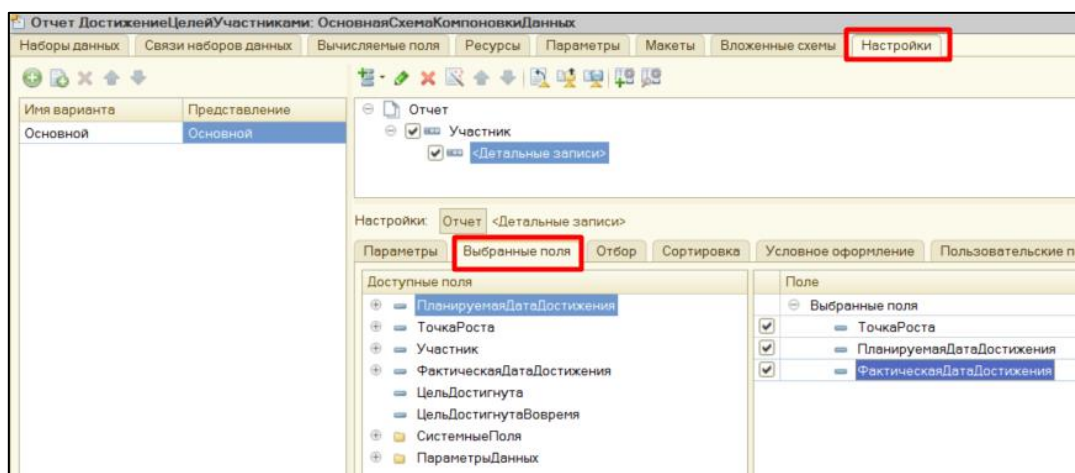 Отчет ДостижениеЦелейУчастниками: ОсновнаяСхемаКомпоновкиДанных
Наборы данных Связи наборов данных Вычисляемые поля Ресурсы Параметры Макеты Вложенные схемы Настройки
Имя варианта Представление
Основной Основной
Отчет
Участник
<Детальные записи>
Настройки: Отчет <Детальные записи>
Параметры Выбранные поля Отбор Сортировка Условное оформление Пользовательские п
Доступные поля
ПланируемаяДатаДостижения
ТочкаРоста
Участник
ФактическаяДатаДостижения
ЦельДостигнута
ЦельДостигнутаВовремя
СистемныеПоля
ПараметрыДанных
Поле
Выбранные поля
ТочкаРоста
ПланируемаяДатаДостижения
ФактическаяДатаДостижения